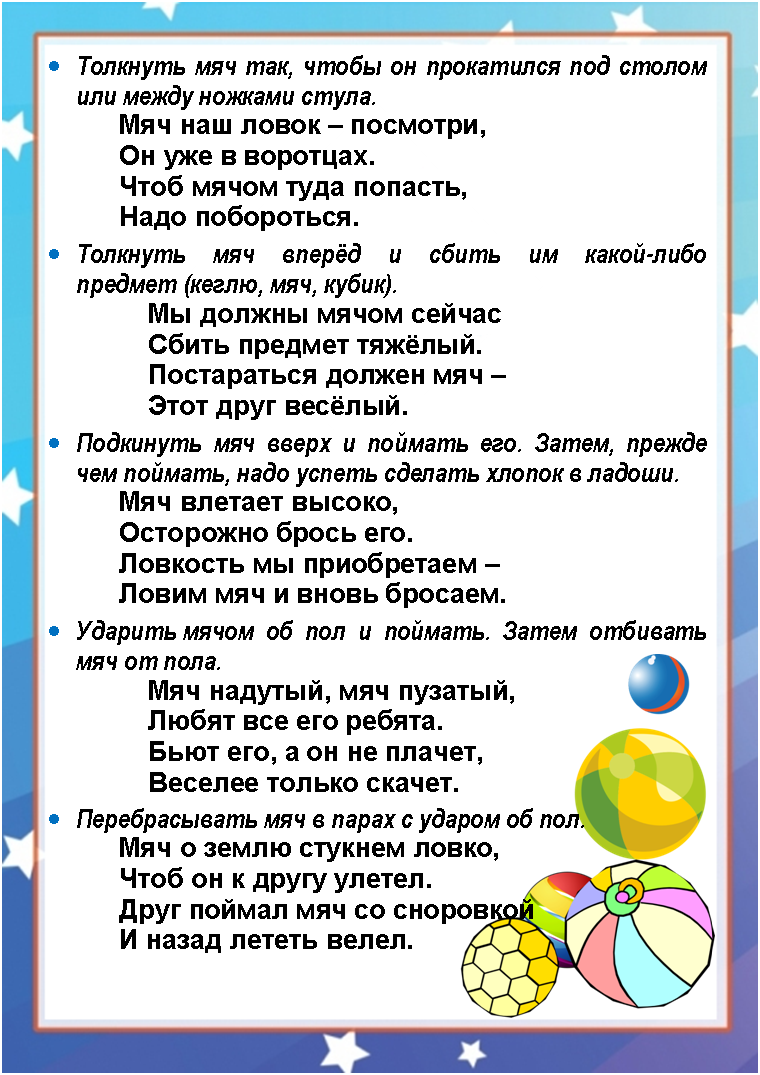 • Толкнуть мяч так, чтобы он прокатился под столом
или между ножками стула.
Мяч наш ловок – посмотри,
Он уже в воротцах.
Чтоб мячом туда попасть,
Надо побороться.
• Толкнуть мяч вперёд и сбить им какой-либо
предмет (кеглю, мяч, кубик).
Мы должны мячом сейчас
Сбить предмет тяжёлый.
Постараться должен мяч –
Этот друг весёлый.
• Подкинуть мяч вверх и поймать его. Затем, прежде
чем поймать, надо успеть сделать хлопок в ладоши.
Мяч влетает высоко,
Осторожно брось его.
Ловкость мы приобретаем –
Ловим мяч и вновь бросаем.
• Ударить мячом об пол и поймать. Затем отбивать
мяч от пола.
Мяч надутый, мяч пузатый,
Любят все его ребята.
Бьют его, а он не плачет,
Веселее только скачет.
• Перебрасывать мяч в парах с ударом об пол.
Мяч о землю стукнем ловко,
Чтоб он к другу улетел.
Друг поймал мяч со сноровкой
И назад лететь велел.